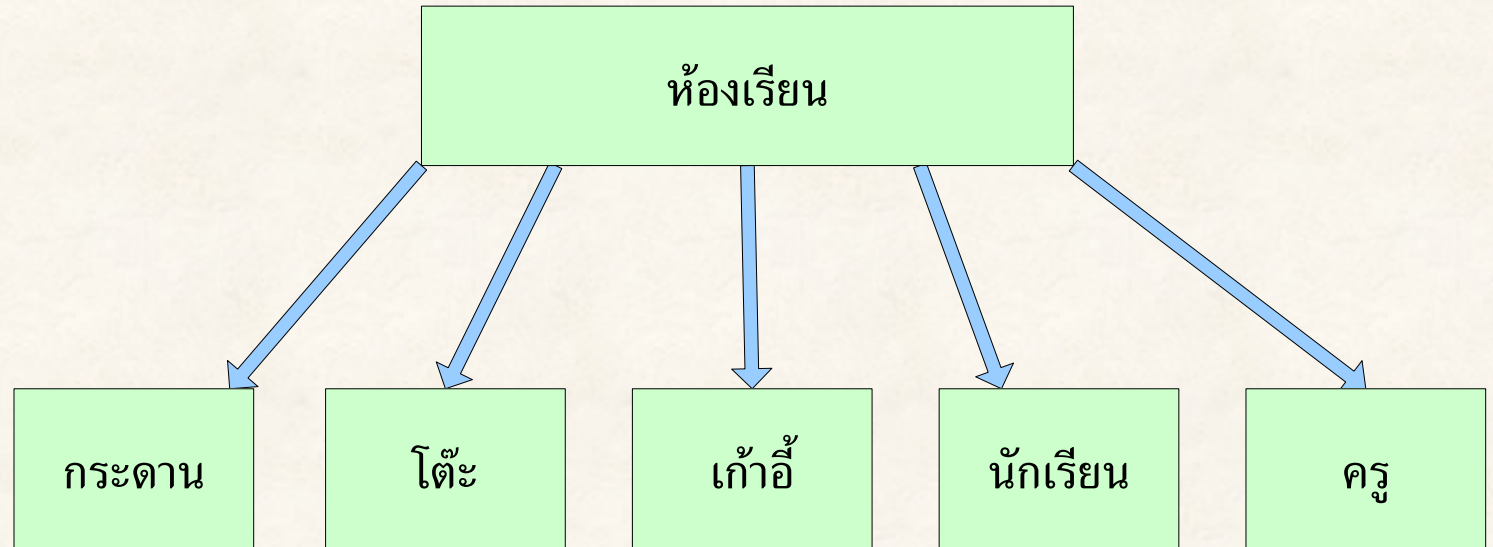 ห้องเรียน
กระดาน
โต๊ะ
เก้าอี้
นักเรียน
ครู